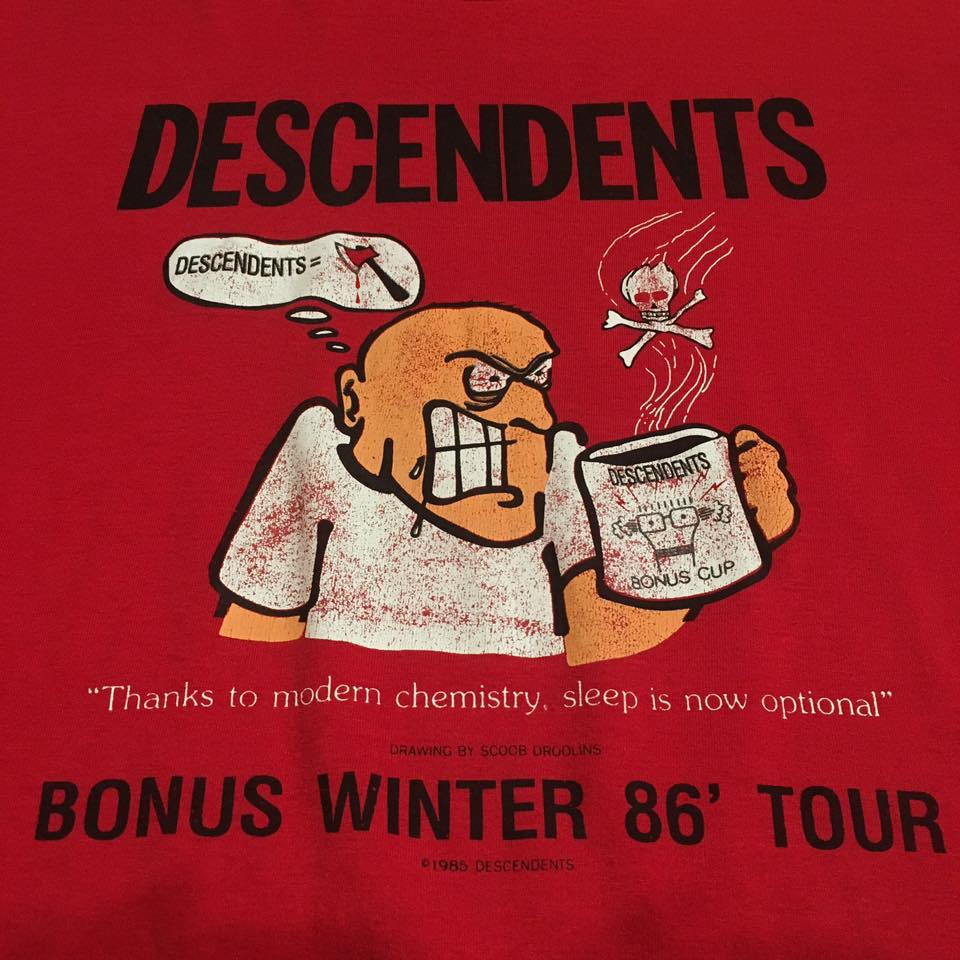 DESCENDENTS
DESCENDENTS =
DESCENDENTS
BONUS CUP
“Thanks to modern chemistry, sleep is now optional”
DRAWING BY SCOOB DROOLINS
BONUS WINTER 86’ TOUR
©1985 DESCENDENTS